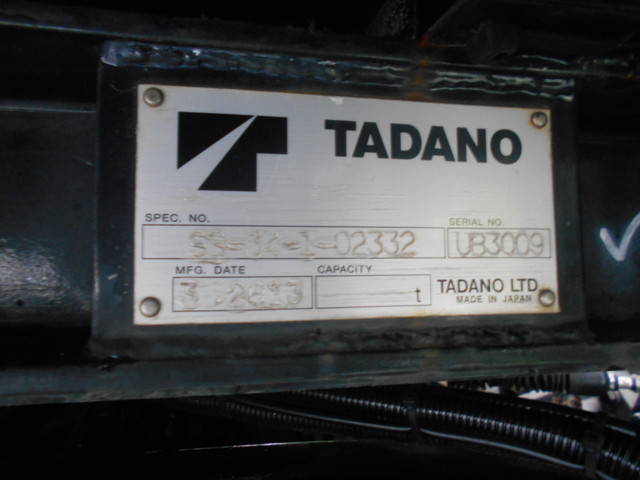 TADANO
SPEC. NO.
SERIAL NO.
UB3009
MFG. DATE
CAPACITY
t
TADANO LTD
MADE IN JAPAN